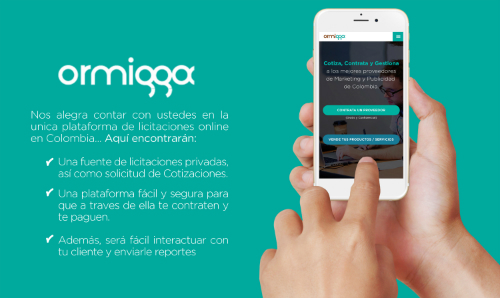 ormigga
Nos alegra contar con ustedes en la
unica plataforma de licitaciones online
en Colombia... Aquí encontrarán:
Una fuente de licitaciones privadas,
así como solicitud de Cotizaciones.
Una plataforma fácil y segura para
que a traves de ella te contraten y
te paguen.
Además, será fácil interactuar con
tu cliente y enviarle reportes
ormigga
Cotiza, Contrata y Gestiona
a los mejores proveedores
de Marketing y Publicidad
de Colombia.
CONTRATA UN PROVEEDOR
VENDE TUS PRODUCTOS / SERVICIOS